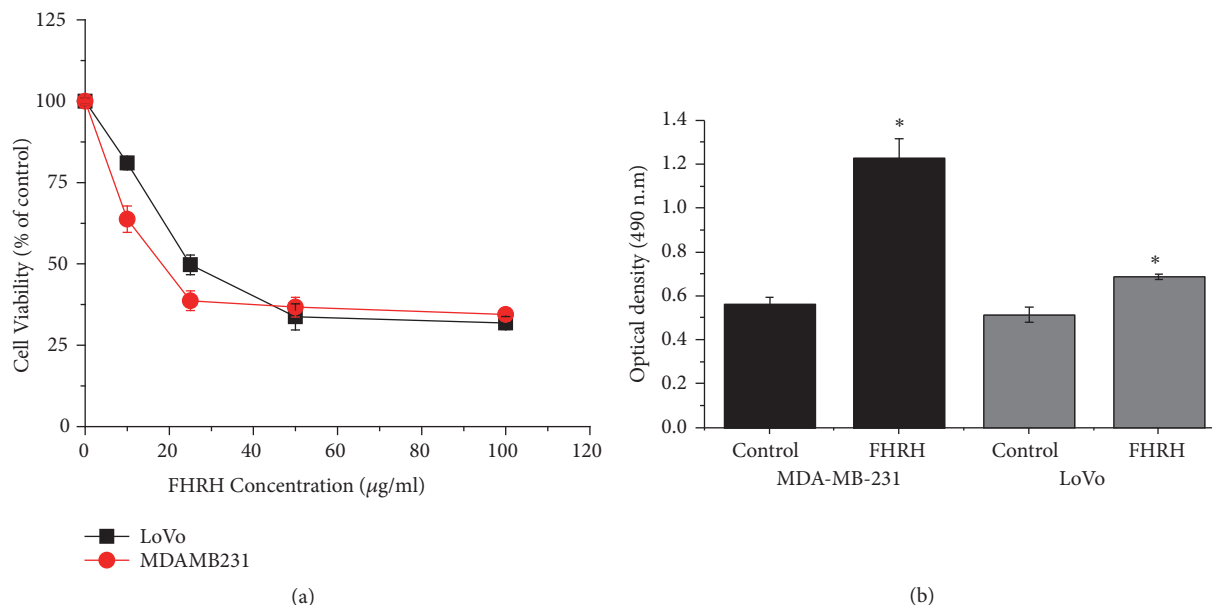 125
100
75
50
25
0
Cell Viability (% of control)
0 20 40 60 80 100 120
FHRH Concentration (μg/ml)
LoVo
MDAMB231
(a)
1.4
1.2
1.0
0.8
0.6
0.4
0.2
0.0
Optical density (490 n.m)
*
*
Control FHRH Control FHRH
MDA-MB-231 LoVo
(b)